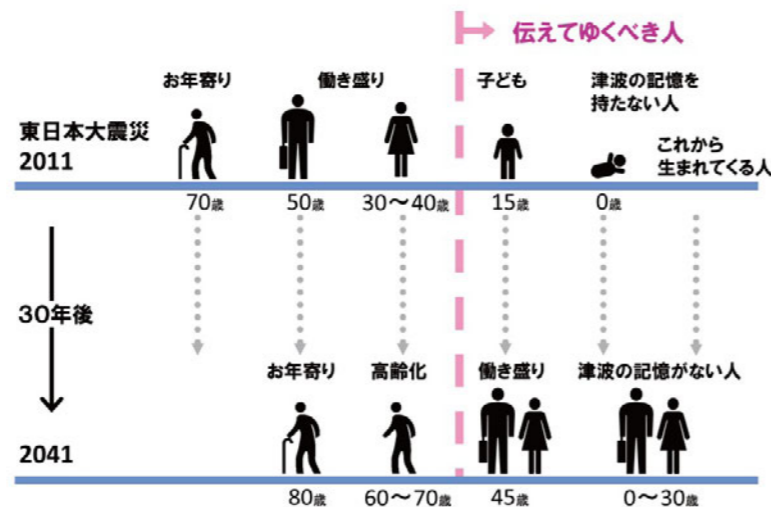 伝えてゆくべき人
お年寄り 働き盛り 子ども 津波の記憶を
持たない人
東日本大震災
2011
これから
生まれてくる人
70歳 50歳 30～40歳 15歳 0歳
30年後
お年寄り 高齢化 働き盛り 津波の記憶がない人
2041
80歳 60～70歳 45歳 0～30歳